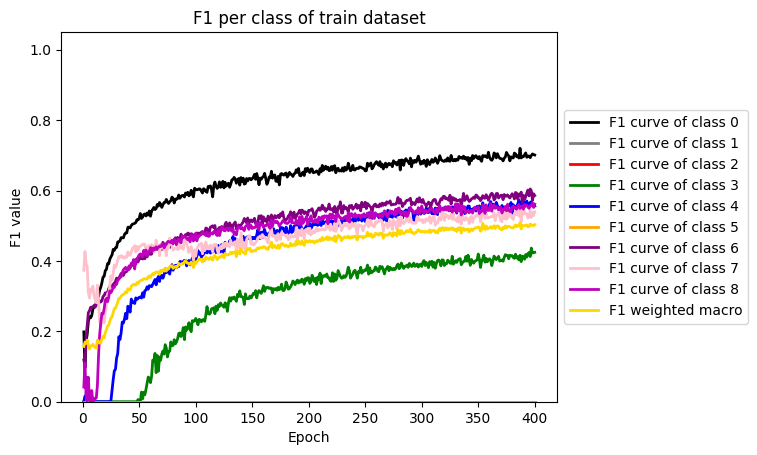 F1 per class of train dataset
1.0
0.8
0.6
0.4
0.2
0.0
F1 value
0
50
100
150
200
250
300
350
400
Epoch
F1 curve of class 0
F1 curve of class 1
F1 curve of class 2
F1 curve of class 3
F1 curve of class 4
F1 curve of class 5
F1 curve of class 6
F1 curve of class 7
F1 curve of class 8
F1 weighted macro